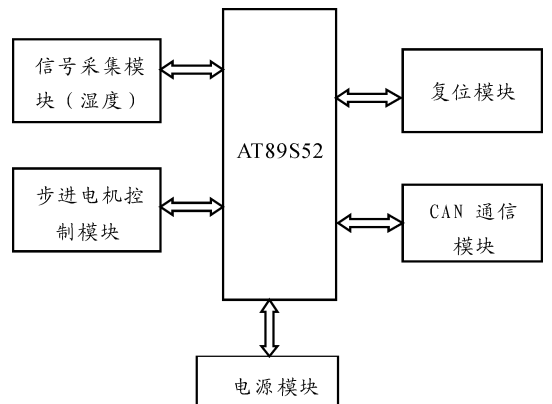 信号采集模
块（湿度）
步进电机控
制模块
AT89S52
复位模块
CAN 通信
模块
电源模块